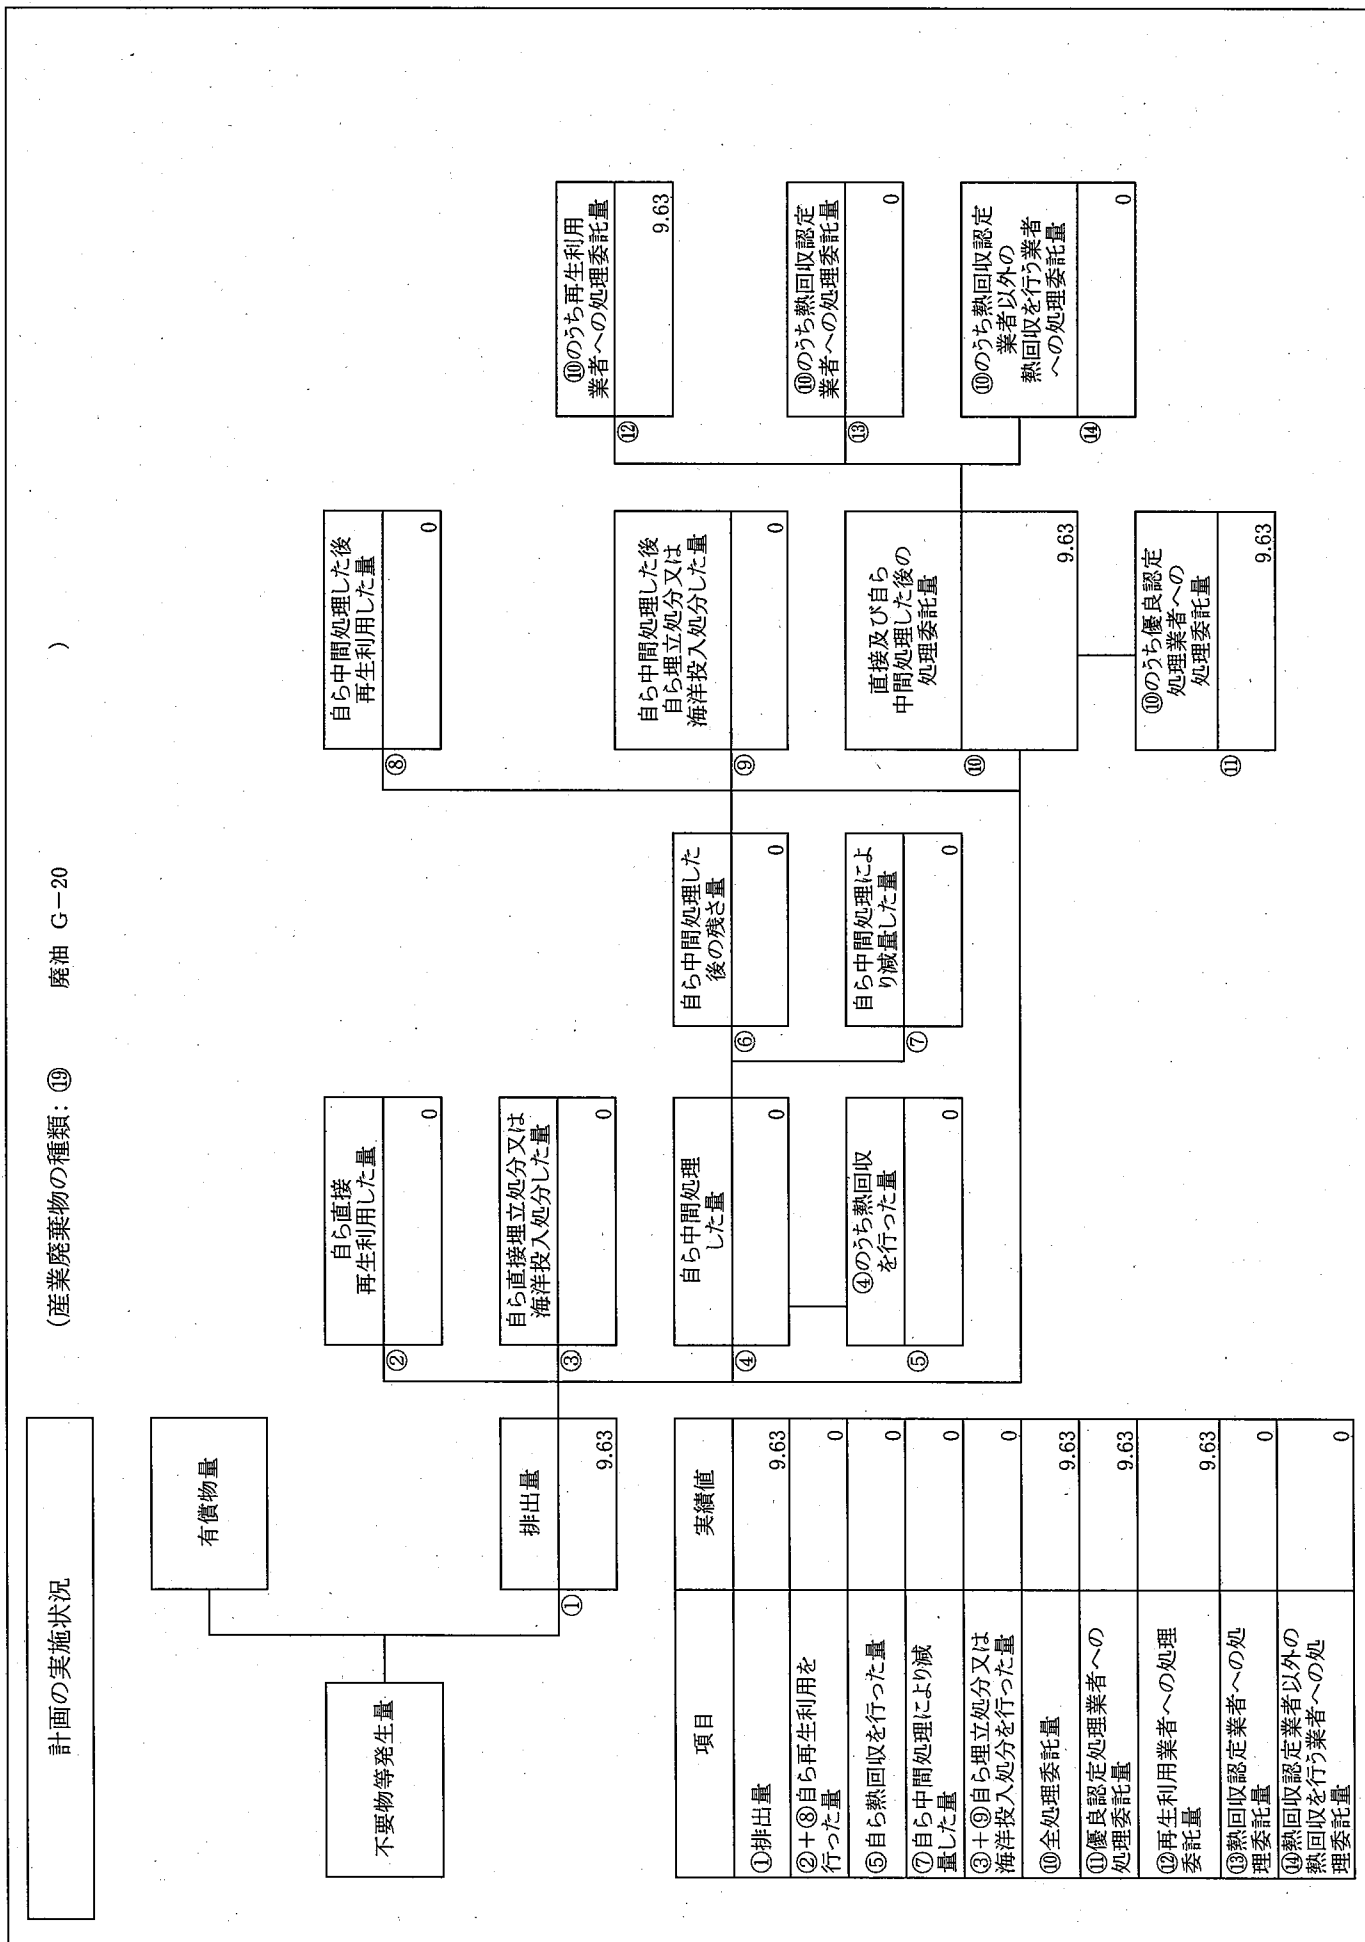 計画の実施状況
(産業廃棄物の種類：⑲ 廃油 G－20 )
有償物量
不要物等発生量
①
排出量
9.63
②
自ら直接
再生利用した量
0
③
自ら直接埋立処分又は
海洋投入処分した量
0
④
自ら中間処理
した量
0
⑤
④のうち熱回収
を行った量
0
⑥
自ら中間処理した
後の残さ量
0
⑦
自ら中間処理によ
り減量した量
0
⑧
自ら中間処理した後
再生利用した量
0
⑨
自ら中間処理した後
自ら埋立処分又は
海洋投入処分した量
0
⑩
直接及び自ら
中間処理した後の
処理委託量
9.63
⑪
⑩のうち優良認定
処理業者への
処理委託量
9.63
⑫
⑩のうち再生利用
業者への処理委託量
9.63
⑬
⑩のうち熱回収認定
業者への処理委託量
0
⑭
⑩のうち熱回収認定
業者以外の
熱回収を行う業者
への処理委託量
0
項目 実績値
①排出量 9.63
②＋⑧自ら再生利用を
行った量 0
⑤自ら熱回収を行った量 0
⑦自ら中間処理により減
量した量 0
③＋⑨自ら埋立処分又は
海洋投入処分を行った量 0
⑩全処理委託量 9.63
⑪優良認定処理業者への
処理委託量 9.63
⑫再生利用業者への処理
委託量 9.63
⑬熱回収認定業者への処
理委託量 0
⑭熱回収認定業者以外の
熱回収を行う業者への処
理委託量 0